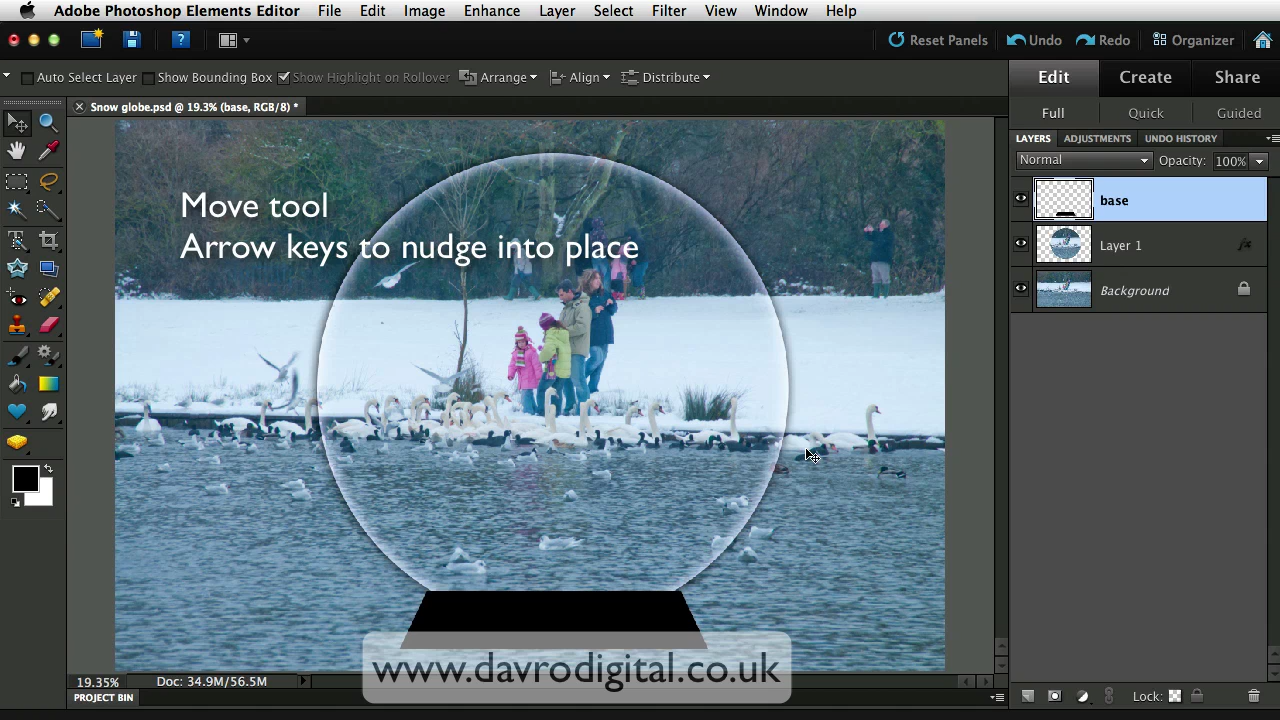 Adobe Photoshop Elements Editor File Edit Image Enhance Layer Select Filter View Window Help
? Reset Panels Undo Redo Organizer
Auto Select Layer Show Bounding Box Show Highlight on Rollover Arrange Align Distribute Edit Create Share
Snow globe.psd @ 19.3% (base, RGB/8) * Full Quick Guided
LAYERS ADJUSTMENTS UNDO HISTORY
Normal Opacity: 100%
Move tool base
Arrow keys to nudge into place Layer 1 fx
Background
www.davrodigital.co.uk
19.35% Doc: 34.9M/56.5M
PROJECT BIN Lock: